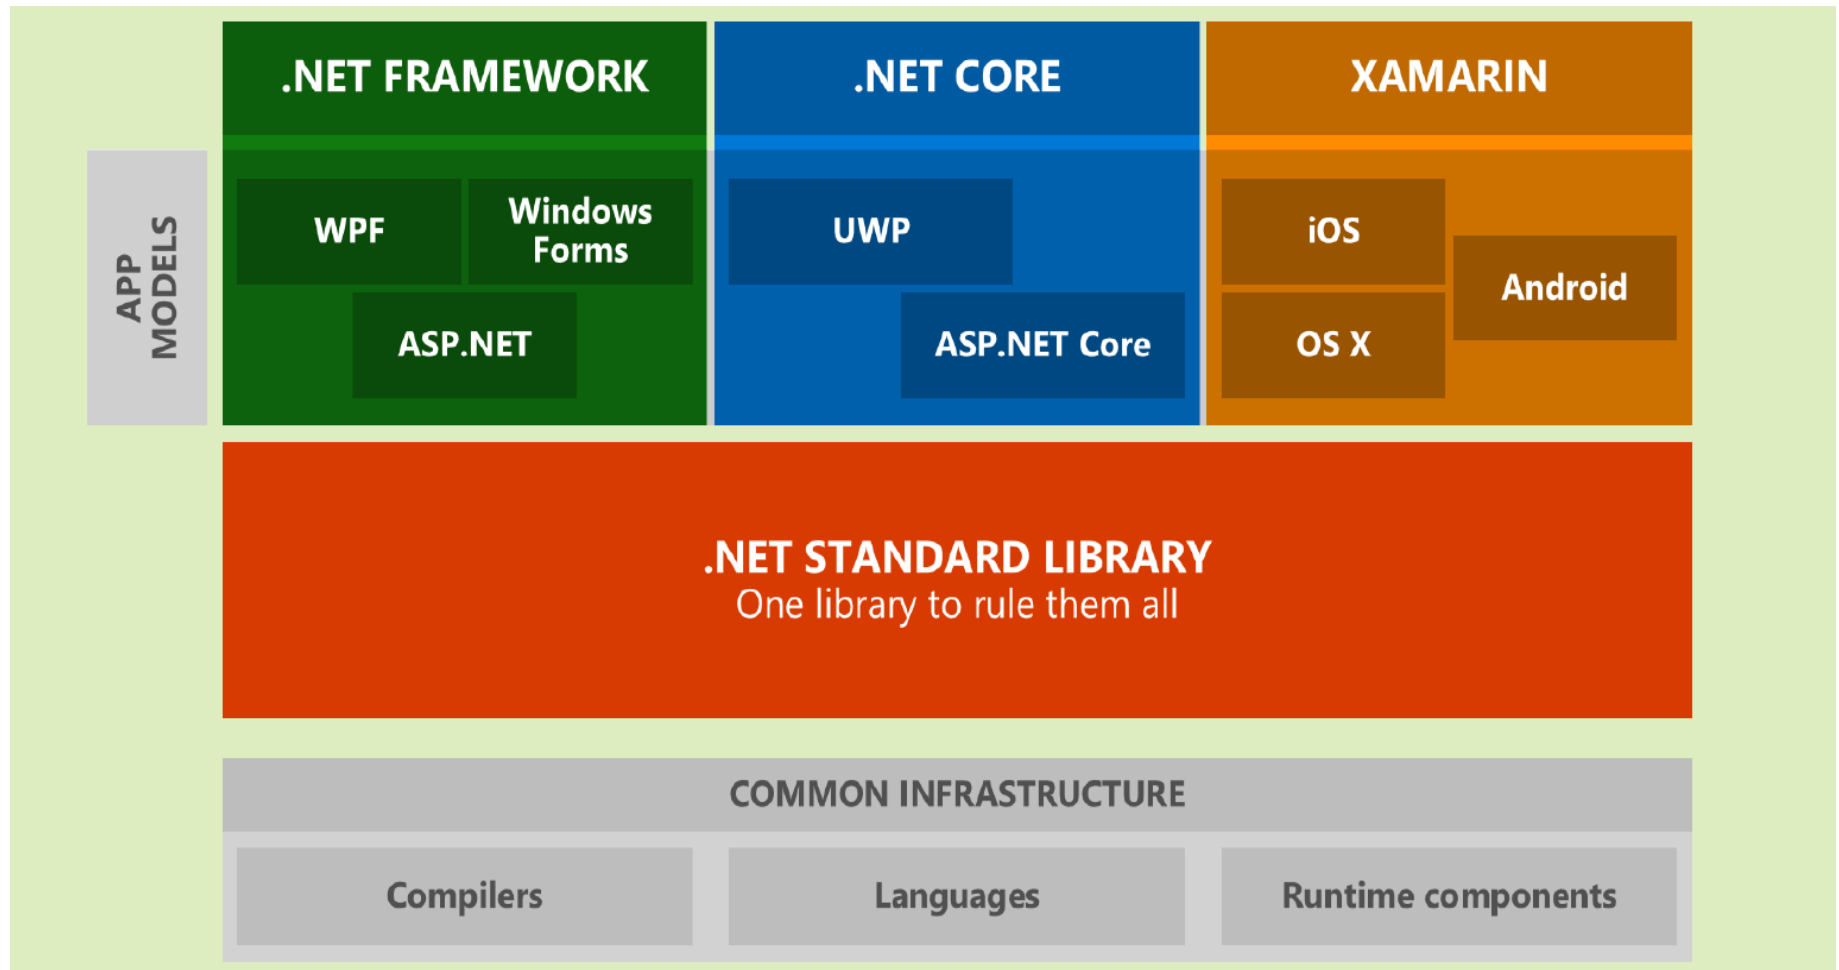 .NET FRAMEWORK
.NET CORE
XAMARIN
APP
MODELS
WPF
Windows
Forms
ASP.NET
UWP
ASP.NET Core
iOS
Android
OS X
.NET STANDARD LIBRARY
One library to rule them all
COMMON INFRASTRUCTURE
Compilers
Languages
Runtime components